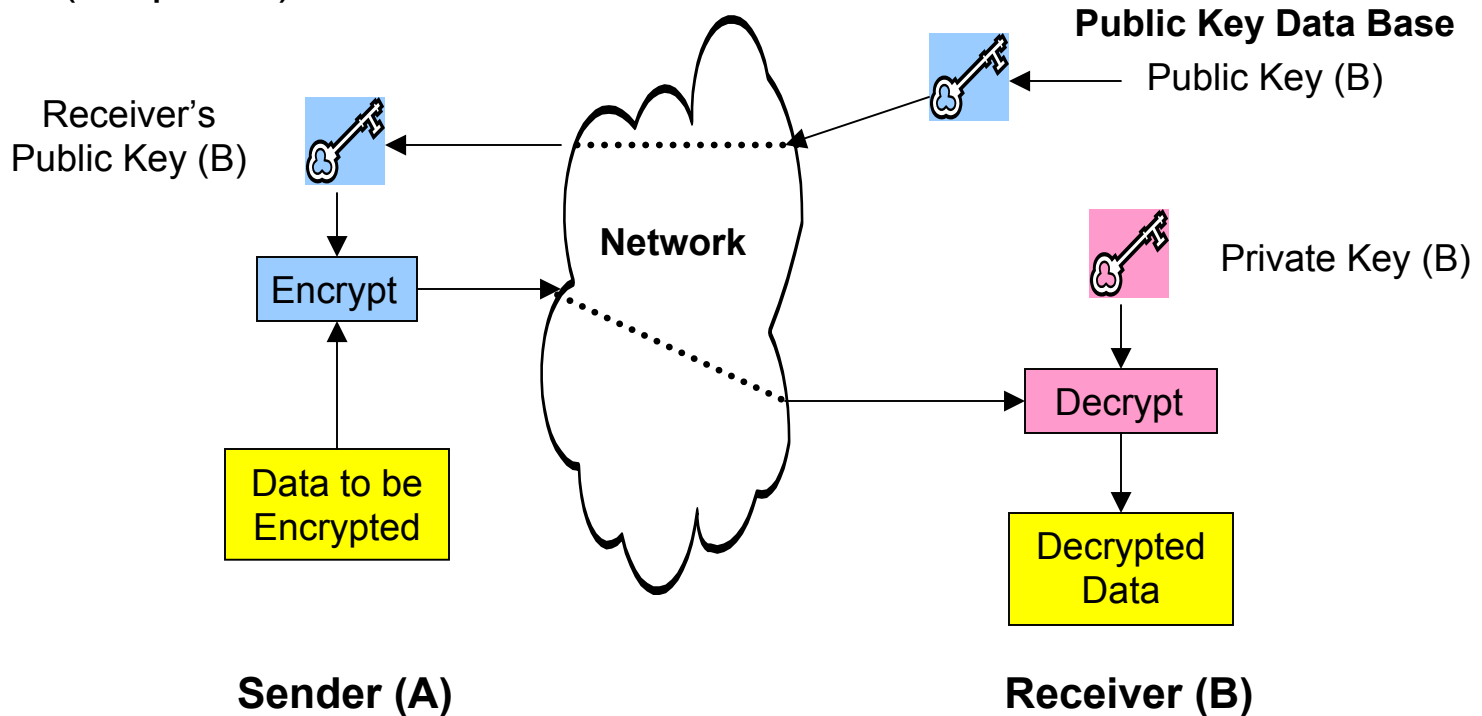 Public Key Data Base
Public Key (B)
Receiver’s
Public Key (B)
Network
Private Key (B)
Encrypt
Decrypt
Data to be
Encrypted
Decrypted
Data
Sender (A)
Receiver (B)